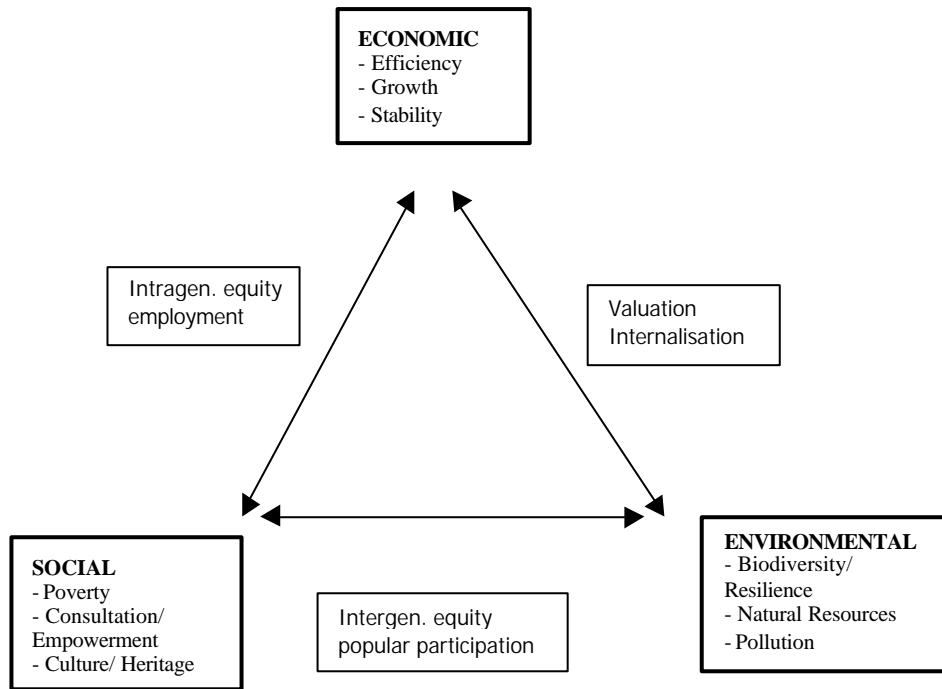 ECONOMIC
- Efficiency
- Growth
- Stability
Intragen. equity
employment
Valuation
Internalisation
SOCIAL
- Poverty
- Consultation/
Empowerment
- Culture/ Heritage
Intergen. equity
popular participation
ENVIRONMENTAL
- Biodiversity/
Resilience
- Natural Resources
- Pollution